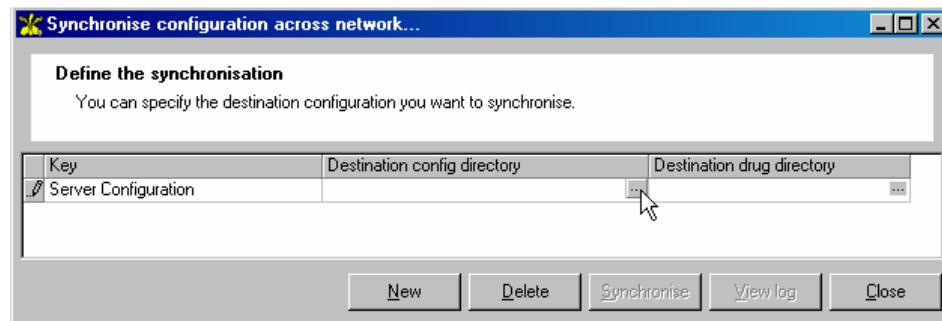 Synchronise configuration across network...
Define the synchronisation
You can specify the destination configuration you want to synchronise.
Key Destination config directory Destination drug directory
Server Configuration ... ...
New Delete Synchronise View log Close